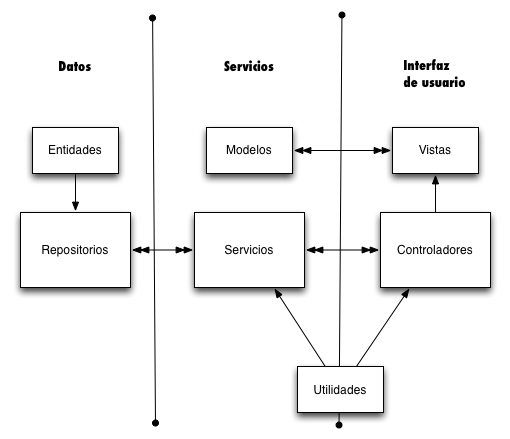 Datos
Servicios
Interfaz
de usuario
Entidades
Modelos
Vistas
Repositorios
Servicios
Controladores
Utilidades